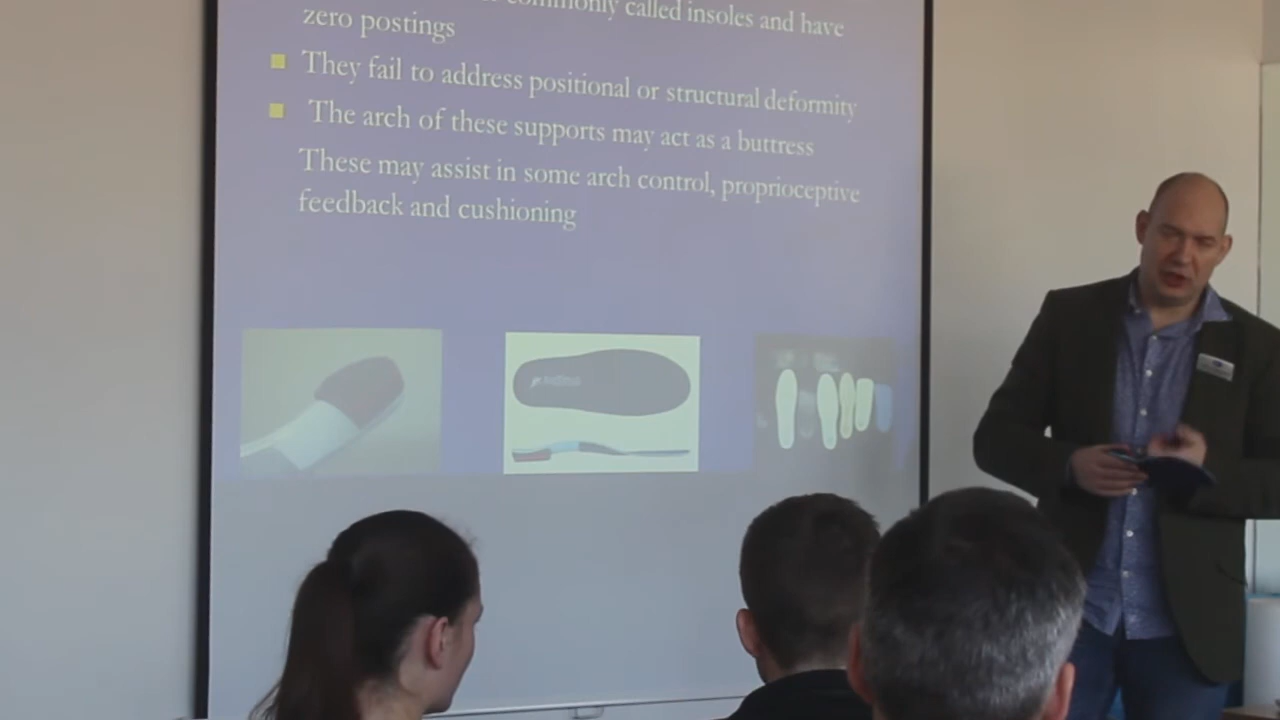 commonly called insoles and have
zero postings
They fail to address positional or structural deformity
The arch of these supports may act as a buttress
These may assist in some arch control, proprioceptive
feedback and cushioning